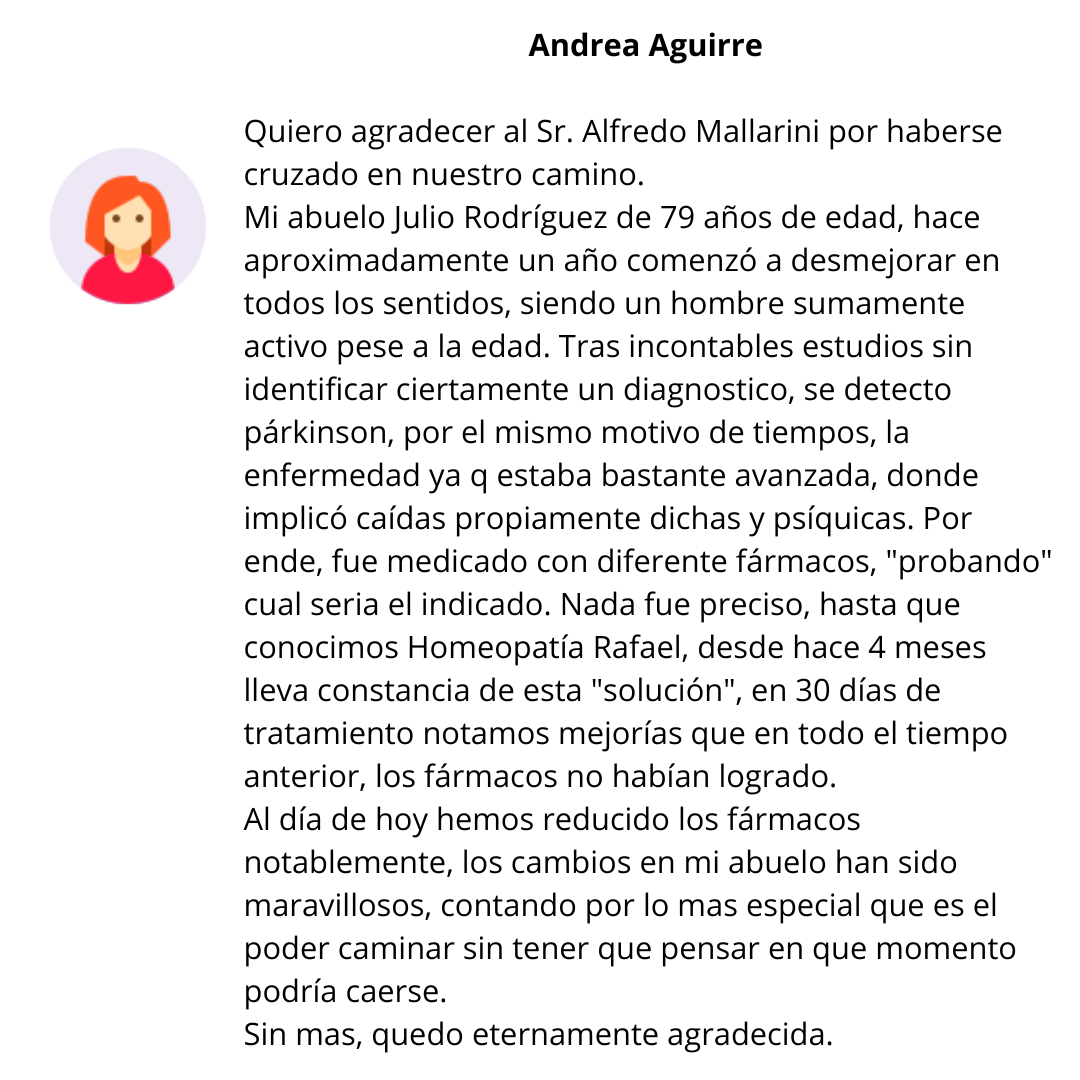 Andrea Aguirre
Quiero agradecer al Sr. Alfredo Mallarini por haberse
cruzado en nuestro camino.
Mi abuelo Julio Rodríguez de 79 años de edad, hace
aproximadamente un año comenzó a desmejorar en
todos los sentidos, siendo un hombre sumamente
activo pese a la edad. Tras incontables estudios sin
identificar ciertamente un diagnostico, se detecto
párkinson, por el mismo motivo de tiempos, la
enfermedad ya q estaba bastante avanzada, donde
implicó caídas propiamente dichas y psíquicas. Por
ende, fue medicado con diferente fármacos, "probando"
cual seria el indicado. Nada fue preciso, hasta que
conocimos Homeopatía Rafael, desde hace 4 meses
lleva constancia de esta "solución", en 30 días de
tratamiento notamos mejorías que en todo el tiempo
anterior, los fármacos no habían logrado.
Al día de hoy hemos reducido los fármacos
notablemente, los cambios en mi abuelo han sido
maravillosos, contando por lo mas especial que es el
poder caminar sin tener que pensar en que momento
podría caerse.
Sin mas, quedo eternamente agradecida.